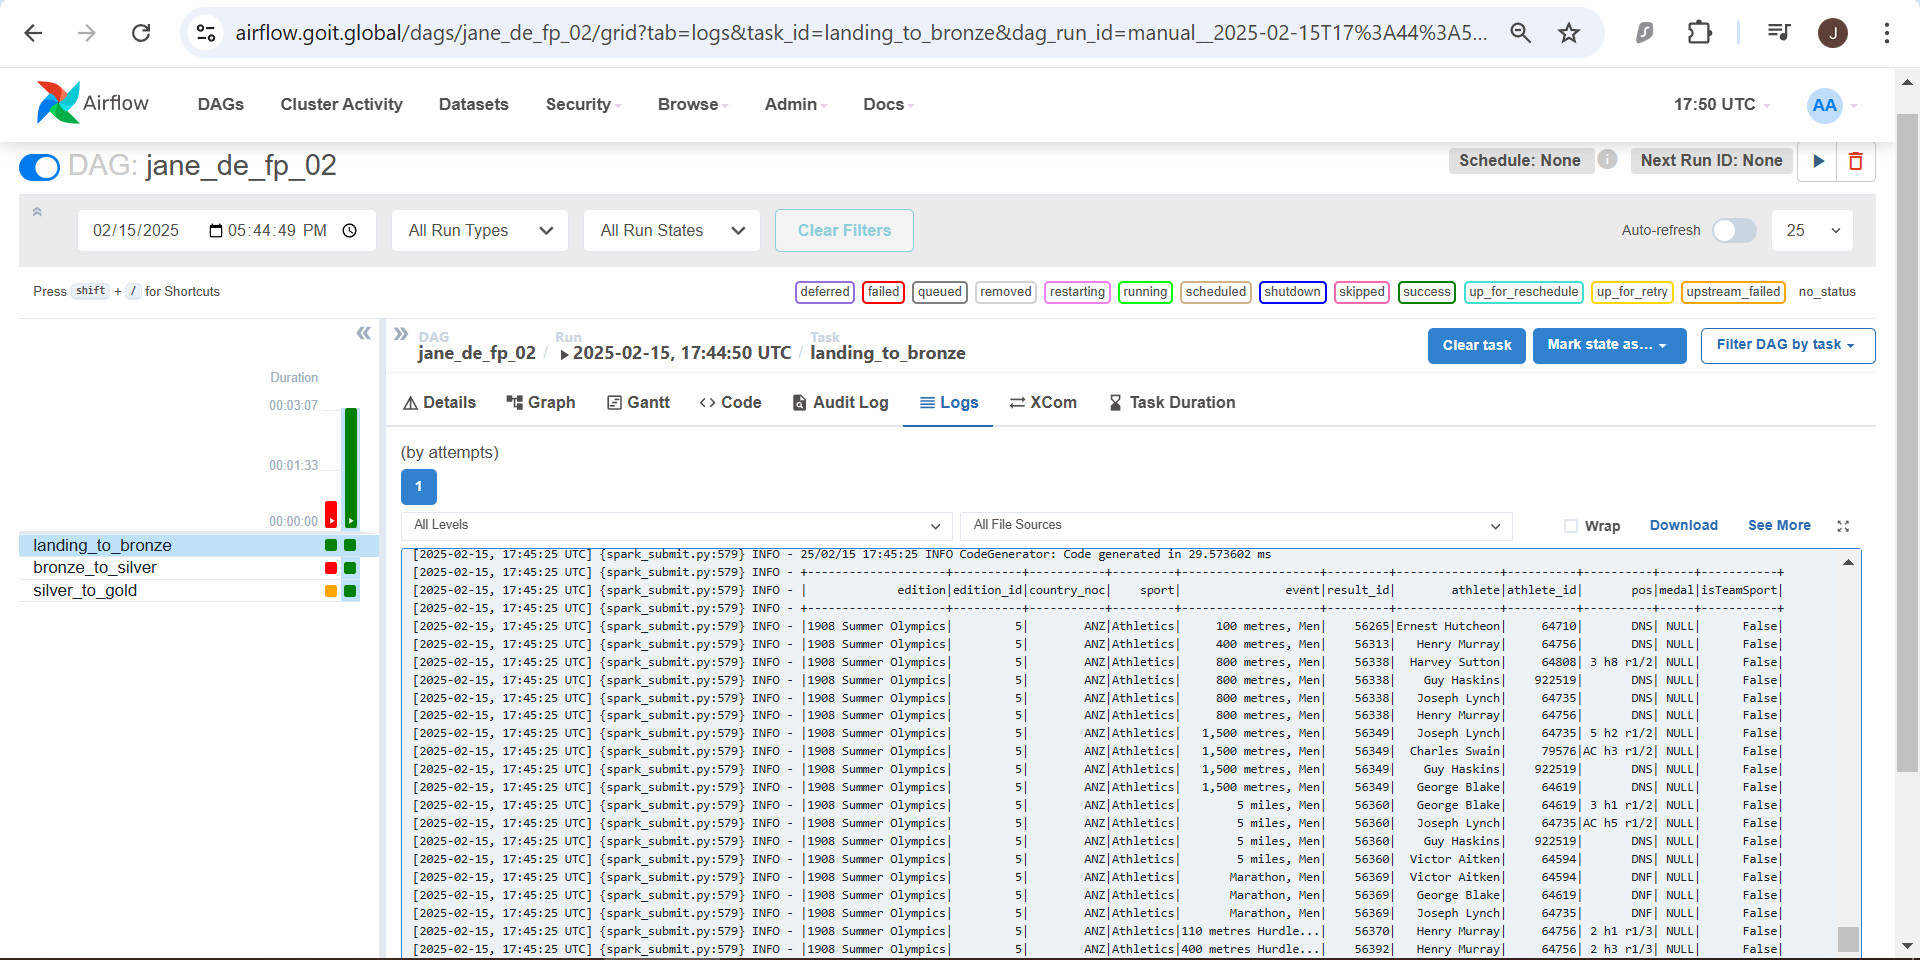 airflow.goit.global/dags/jane_de_fp_02/grid?tab=logs&task_id=landing_to_bronze&dag_run_id=manual__2025-02-15T17%3A44%3A5...
J
Airflow DAGs Cluster Activity Datasets Security Browse Admin Docs 17:50 UTC AA
DAG: jane_de_fp_02 Schedule: None Next Run ID: None
02/15/2025 05:44:49 PM All Run Types All Run States Clear Filters Auto-refresh 25
Press shift + / for Shortcuts deferred failed queued removed restarting running scheduled shutdown skipped success up_for_reschedule up_for_retry upstream_failed no_status
DAG Run Task
jane_de_fp_02 / 2025-02-15, 17:44:50 UTC / landing_to_bronze Clear task Mark state as... Filter DAG by task
Duration
00:03:07
00:01:33
00:00:00
landing_to_bronze
bronze_to_silver
silver_to_gold
Details Graph Gantt Code Audit Log Logs XCom Task Duration
(by attempts)
1
All Levels All File Sources Wrap Download See More
[2025-02-15, 17:45:25 UTC] {spark_submit.py:579} INFO - 25/02/15 17:45:25 INFO CodeGenerator: Code generated in 29.573602 ms
[2025-02-15, 17:45:25 UTC] {spark_submit.py:579} INFO - +-------------------+----------+-----------+---------+--------------------+---------+---------------+----------+----------+-----+-----------+
[2025-02-15, 17:45:25 UTC] {spark_submit.py:579} INFO - |            edition|edition_id|country_noc|    sport|               event|result_id|        athlete|athlete_id|       pos|medal|isTeamSport|
[2025-02-15, 17:45:25 UTC] {spark_submit.py:579} INFO - +-------------------+----------+-----------+---------+--------------------+---------+---------------+----------+----------+-----+-----------+
[2025-02-15, 17:45:25 UTC] {spark_submit.py:579} INFO - |1908 Summer Olympics|         5|        ANZ|Athletics|     100 metres, Men|    56265|Ernest Hutcheon|     64710|       DNS| NULL|      False|
[2025-02-15, 17:45:25 UTC] {spark_submit.py:579} INFO - |1908 Summer Olympics|         5|        ANZ|Athletics|     400 metres, Men|    56313|   Henry Murray|     64756|       DNS| NULL|      False|
[2025-02-15, 17:45:25 UTC] {spark_submit.py:579} INFO - |1908 Summer Olympics|         5|        ANZ|Athletics|     800 metres, Men|    56338|  Harvey Sutton|     64808| 3 h8 r1/2| NULL|      False|
[2025-02-15, 17:45:25 UTC] {spark_submit.py:579} INFO - |1908 Summer Olympics|         5|        ANZ|Athletics|     800 metres, Men|    56338|    Guy Haskins|    922519|       DNS| NULL|      False|
[2025-02-15, 17:45:25 UTC] {spark_submit.py:579} INFO - |1908 Summer Olympics|         5|        ANZ|Athletics|     800 metres, Men|    56338|   Joseph Lynch|     64735|       DNS| NULL|      False|
[2025-02-15, 17:45:25 UTC] {spark_submit.py:579} INFO - |1908 Summer Olympics|         5|        ANZ|Athletics|     800 metres, Men|    56338|   Henry Murray|     64756|       DNS| NULL|      False|
[2025-02-15, 17:45:25 UTC] {spark_submit.py:579} INFO - |1908 Summer Olympics|         5|        ANZ|Athletics|   1,500 metres, Men|    56349|   Joseph Lynch|     64735| 5 h2 r1/2| NULL|      False|
[2025-02-15, 17:45:25 UTC] {spark_submit.py:579} INFO - |1908 Summer Olympics|         5|        ANZ|Athletics|   1,500 metres, Men|    56349|  Charles Swain|     79576|AC h3 r1/2| NULL|      False|
[2025-02-15, 17:45:25 UTC] {spark_submit.py:579} INFO - |1908 Summer Olympics|         5|        ANZ|Athletics|   1,500 metres, Men|    56349|    Guy Haskins|    922519|       DNS| NULL|      False|
[2025-02-15, 17:45:25 UTC] {spark_submit.py:579} INFO - |1908 Summer Olympics|         5|        ANZ|Athletics|   1,500 metres, Men|    56349|   George Blake|     64619|       DNS| NULL|      False|
[2025-02-15, 17:45:25 UTC] {spark_submit.py:579} INFO - |1908 Summer Olympics|         5|        ANZ|Athletics|        5 miles, Men|    56360|   George Blake|     64619| 3 h1 r1/2| NULL|      False|
[2025-02-15, 17:45:25 UTC] {spark_submit.py:579} INFO - |1908 Summer Olympics|         5|        ANZ|Athletics|        5 miles, Men|    56360|   Joseph Lynch|     64735|AC h5 r1/2| NULL|      False|
[2025-02-15, 17:45:25 UTC] {spark_submit.py:579} INFO - |1908 Summer Olympics|         5|        ANZ|Athletics|        5 miles, Men|    56360|    Guy Haskins|    922519|       DNS| NULL|      False|
[2025-02-15, 17:45:25 UTC] {spark_submit.py:579} INFO - |1908 Summer Olympics|         5|        ANZ|Athletics|        5 miles, Men|    56360|  Victor Aitken|     64594|       DNS| NULL|      False|
[2025-02-15, 17:45:25 UTC] {spark_submit.py:579} INFO - |1908 Summer Olympics|         5|        ANZ|Athletics|       Marathon, Men|    56369|  Victor Aitken|     64594|       DNF| NULL|      False|
[2025-02-15, 17:45:25 UTC] {spark_submit.py:579} INFO - |1908 Summer Olympics|         5|        ANZ|Athletics|       Marathon, Men|    56369|   George Blake|     64619|       DNF| NULL|      False|
[2025-02-15, 17:45:25 UTC] {spark_submit.py:579} INFO - |1908 Summer Olympics|         5|        ANZ|Athletics|       Marathon, Men|    56369|   Joseph Lynch|     64735|       DNF| NULL|      False|
[2025-02-15, 17:45:25 UTC] {spark_submit.py:579} INFO - |1908 Summer Olympics|         5|        ANZ|Athletics|110 metres Hurdle...|    56370|   Henry Murray|     64756| 2 h1 r1/3| NULL|      False|
[2025-02-15, 17:45:25 UTC] {spark_submit.py:579} INFO - |1908 Summer Olympics|         5|        ANZ|Athletics|400 metres Hurdle...|    56392|   Henry Murray|     64756| 2 h3 r1/3| NULL|      False|